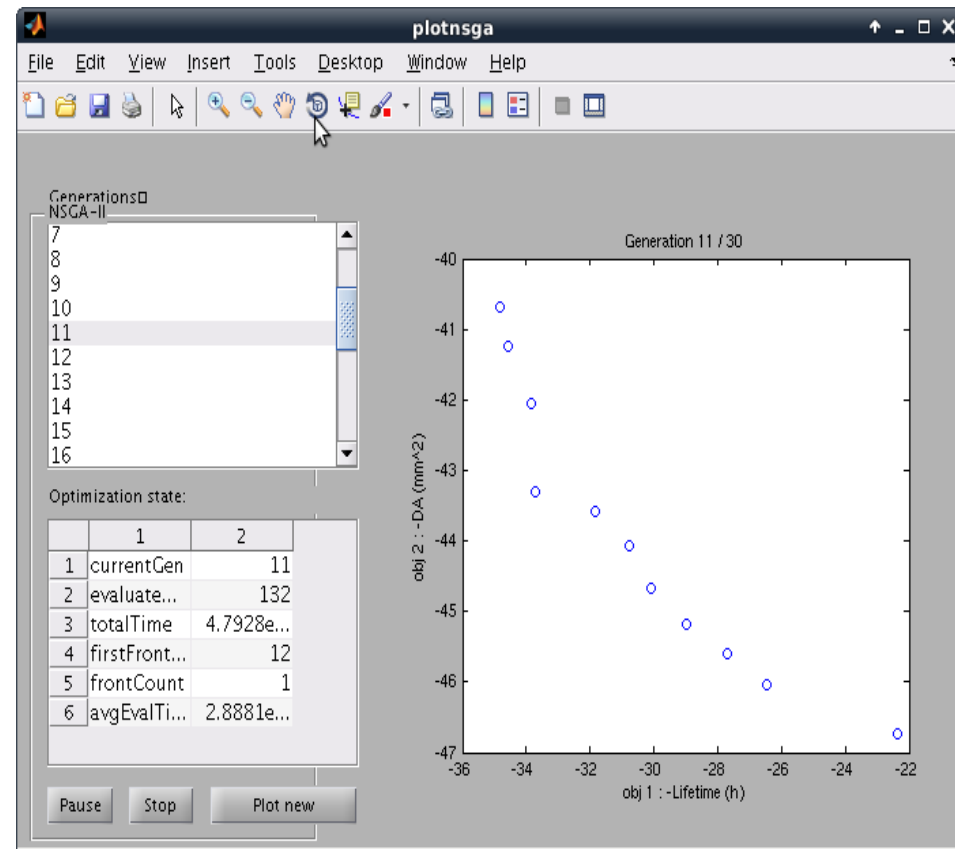 plotnsga
File Edit View Insert Tools Desktop Window Help
Generations
NSGA-II
7
8
9
10
11
12
13
14
15
16
Optimization state:
1 2
1 currentGen 11
2 evaluate... 132
3 totalTime 4.7928e...
4 firstFront... 12
5 frontCount 1
6 avgEvalTi... 2.8881e...
Pause Stop Plot new
Generation 11 / 30
-40
-41
-42
-43
-44
-45
-46
-47
obj 2 : -DA (mm^2)
-36 -34 -32 -30 -28 -26 -24 -22
obj 1 : -Lifetime (h)